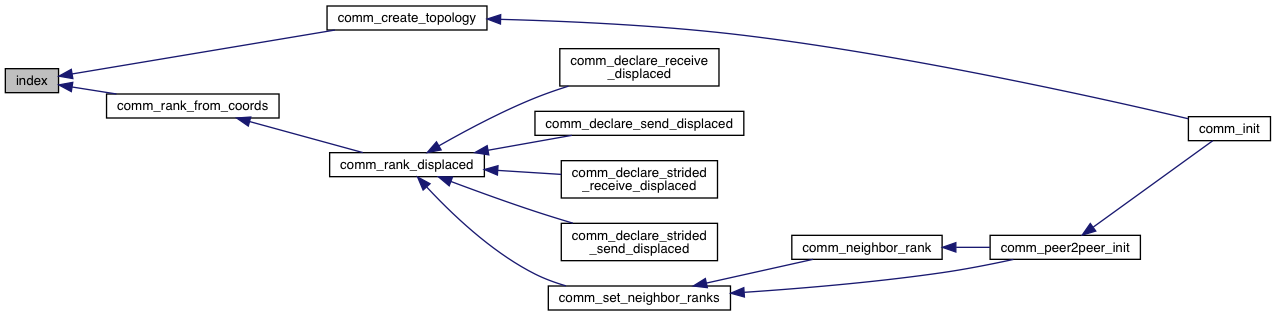 comm_create_topology
comm_declare_receive
_displaced
index
comm_rank_from_coords
comm_declare_send_displaced
comm_init
comm_rank_displaced
comm_declare_strided
_receive_displaced
comm_declare_strided
_send_displaced
comm_neighbor_rank
comm_peer2peer_init
comm_set_neighbor_ranks